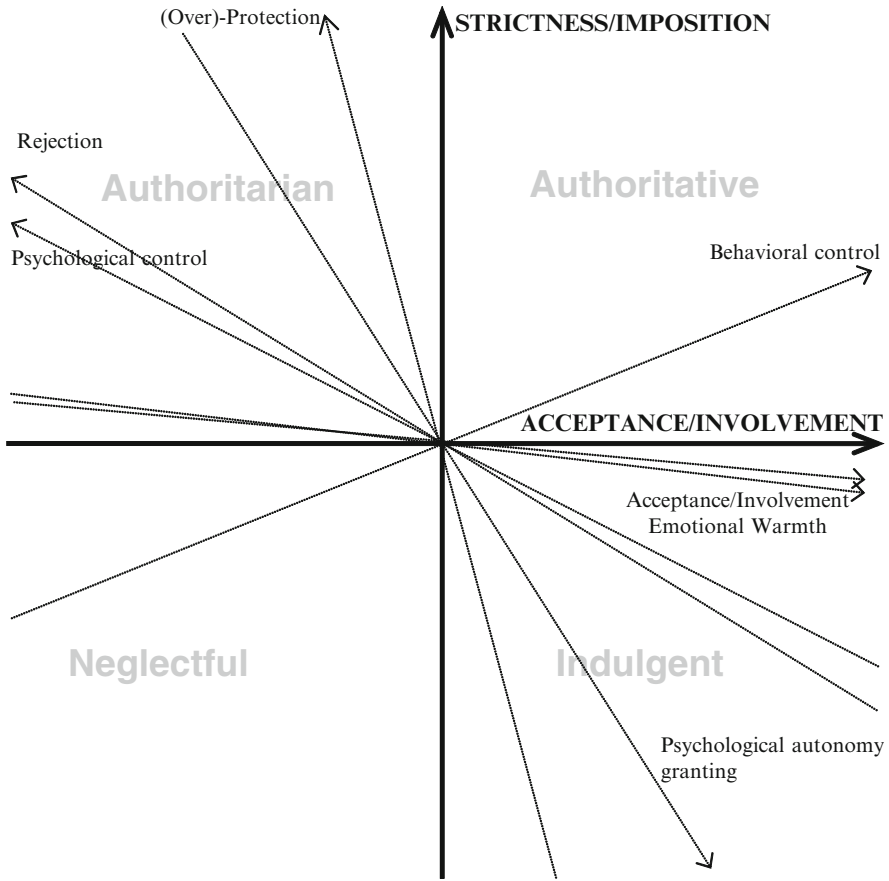 (Over)-Protection
STRICTNESS/IMPOSITION
Rejection
Authoritarian
Authoritative
Psychological control
Behavioral control
ACCEPTANCE/INVOLVEMENT
Acceptance/Involvement
Emotional Warmth
Neglectful
Indulgent
Psychological autonomy
granting